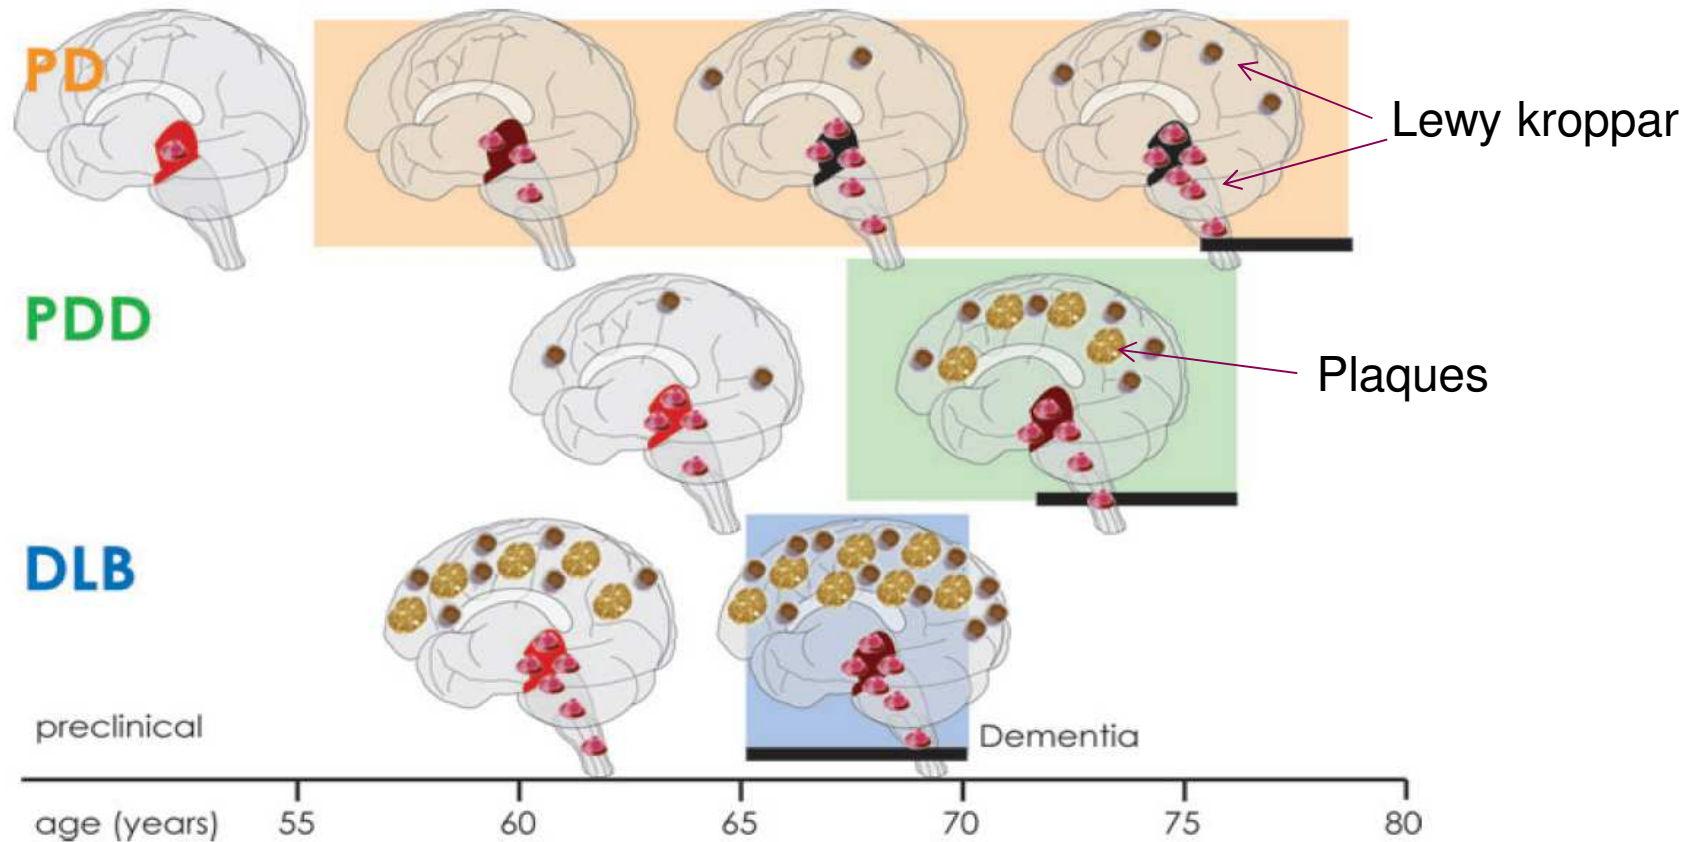 PD
Lewy kroppar
PDD
Plaques
DLB
preclinical
Dementia
age (years) 55 60 65 70 75 80